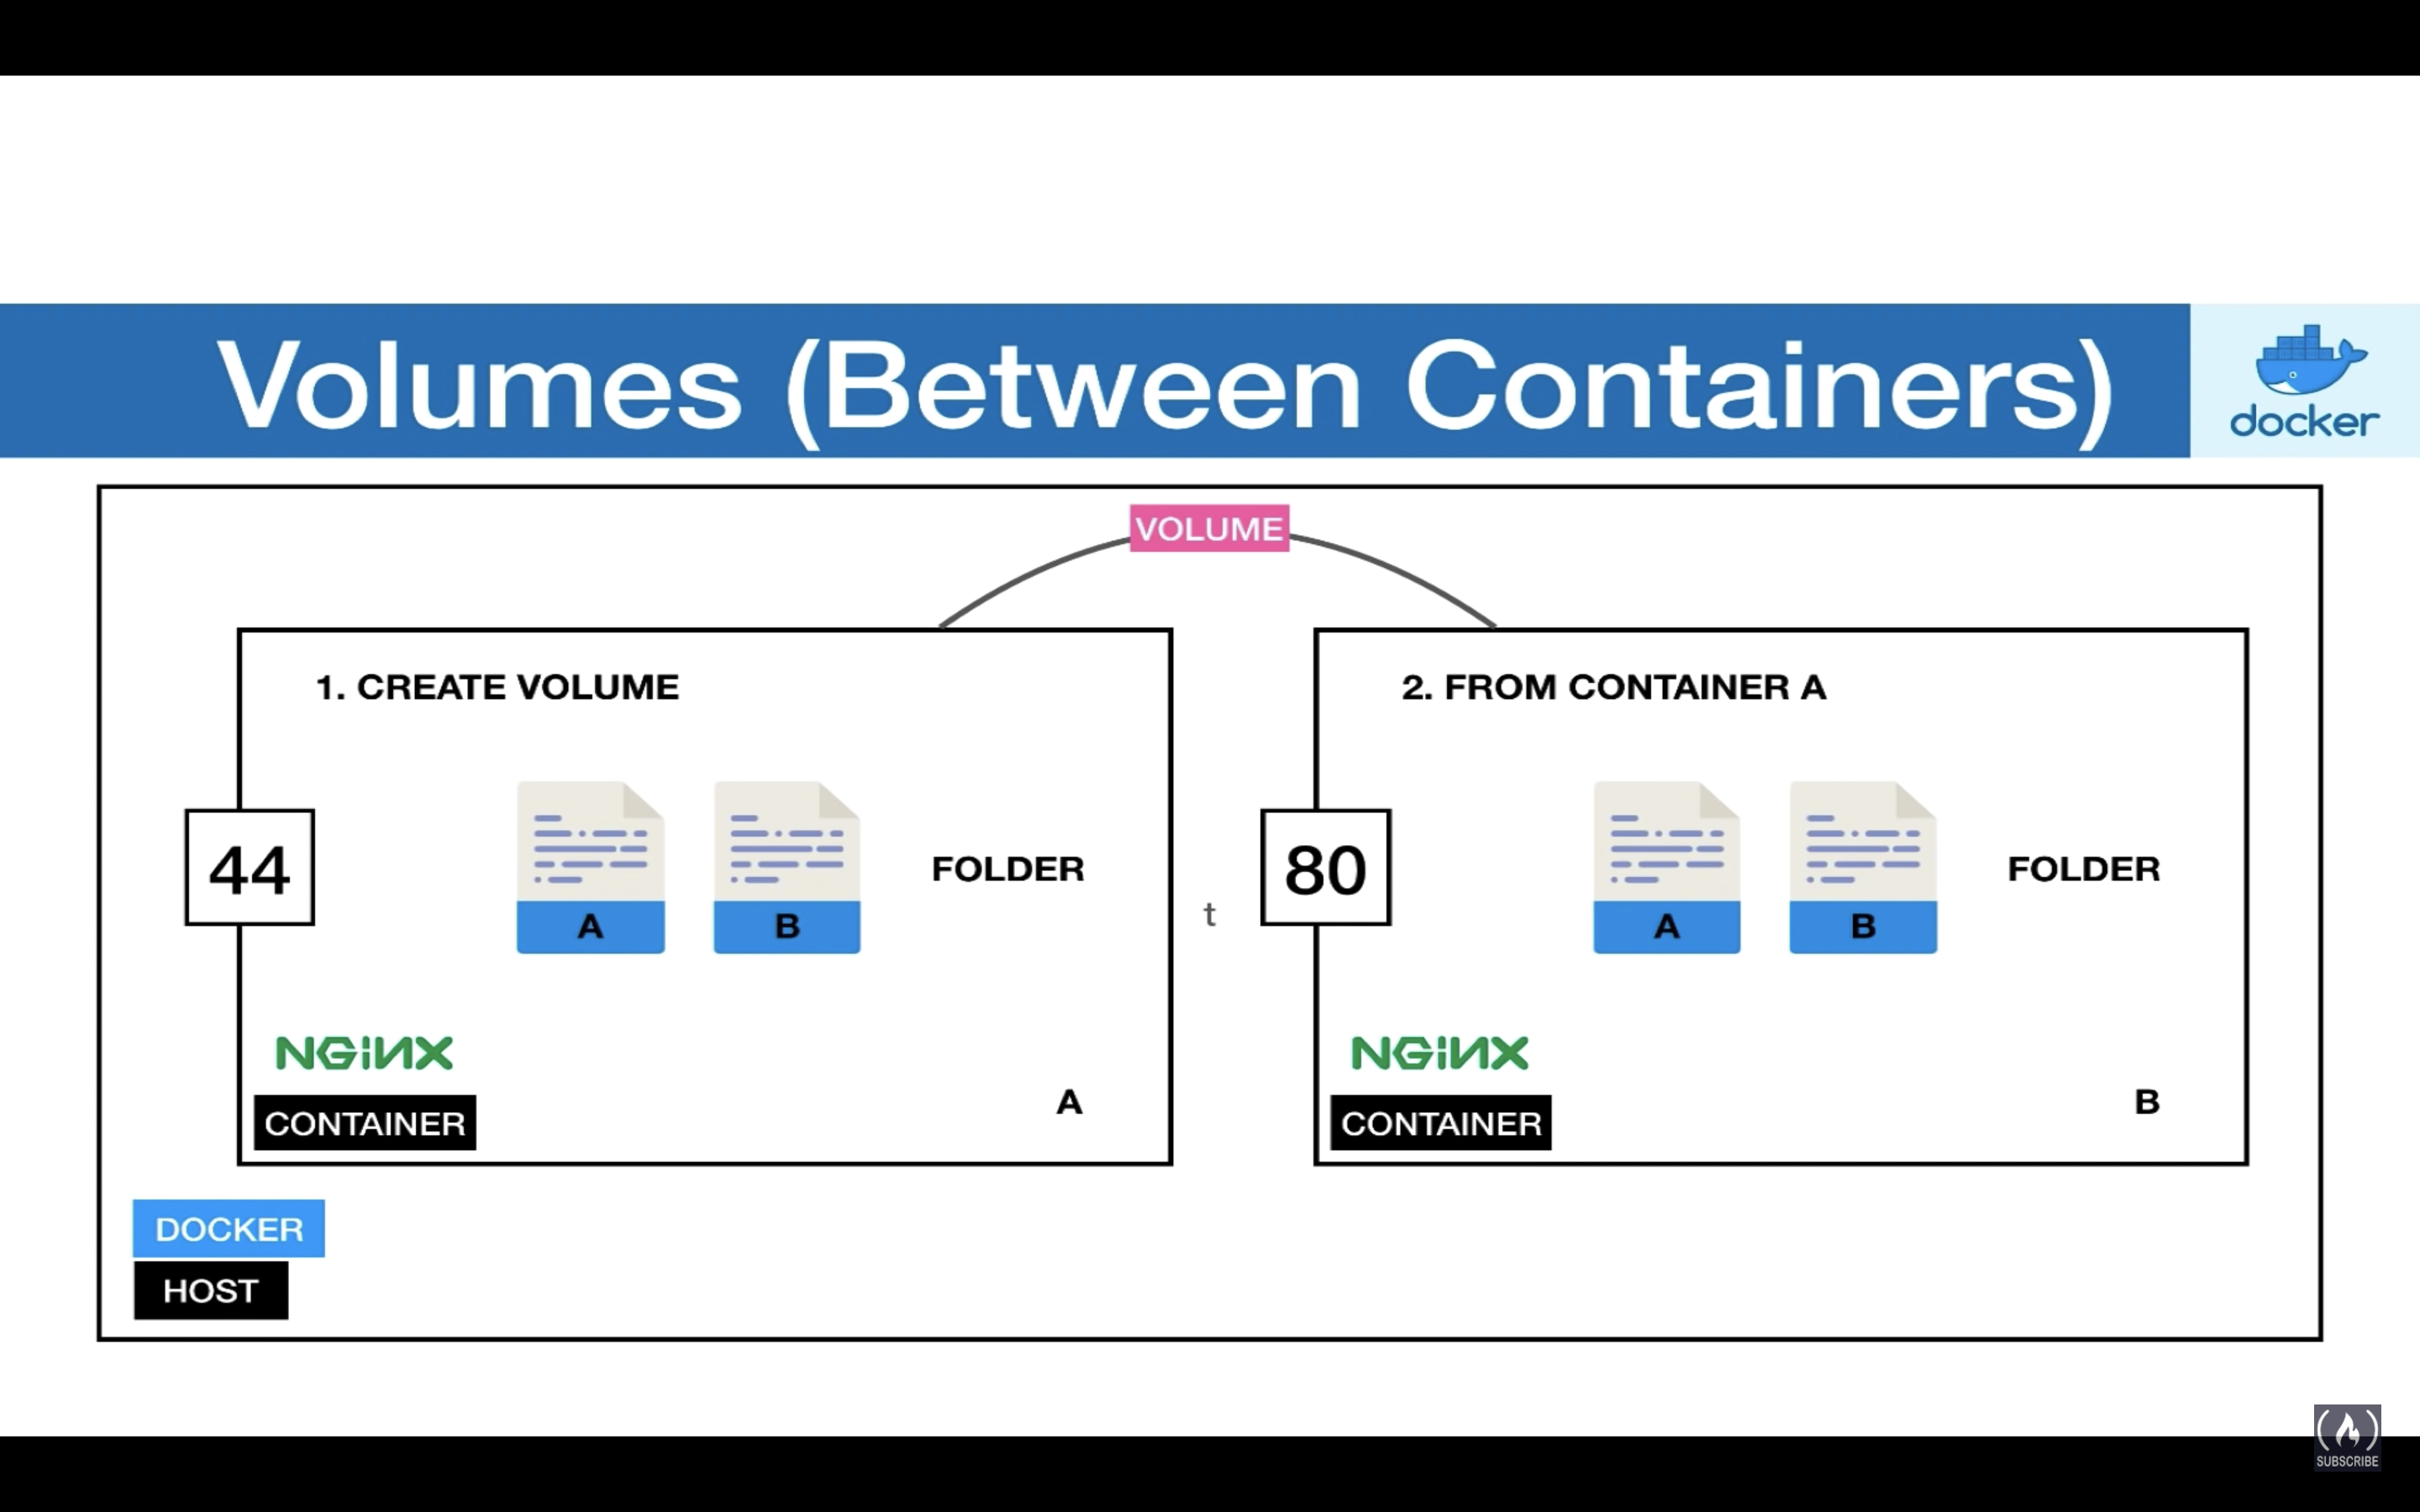 Volumes (Between Containers)
docker
VOLUME
1. CREATE VOLUME
44
A
B
FOLDER
NGiNX
CONTAINER
A
t
2. FROM CONTAINER A
80
A
B
FOLDER
NGiNX
CONTAINER
B
DOCKER
HOST
SUBSCRIBE